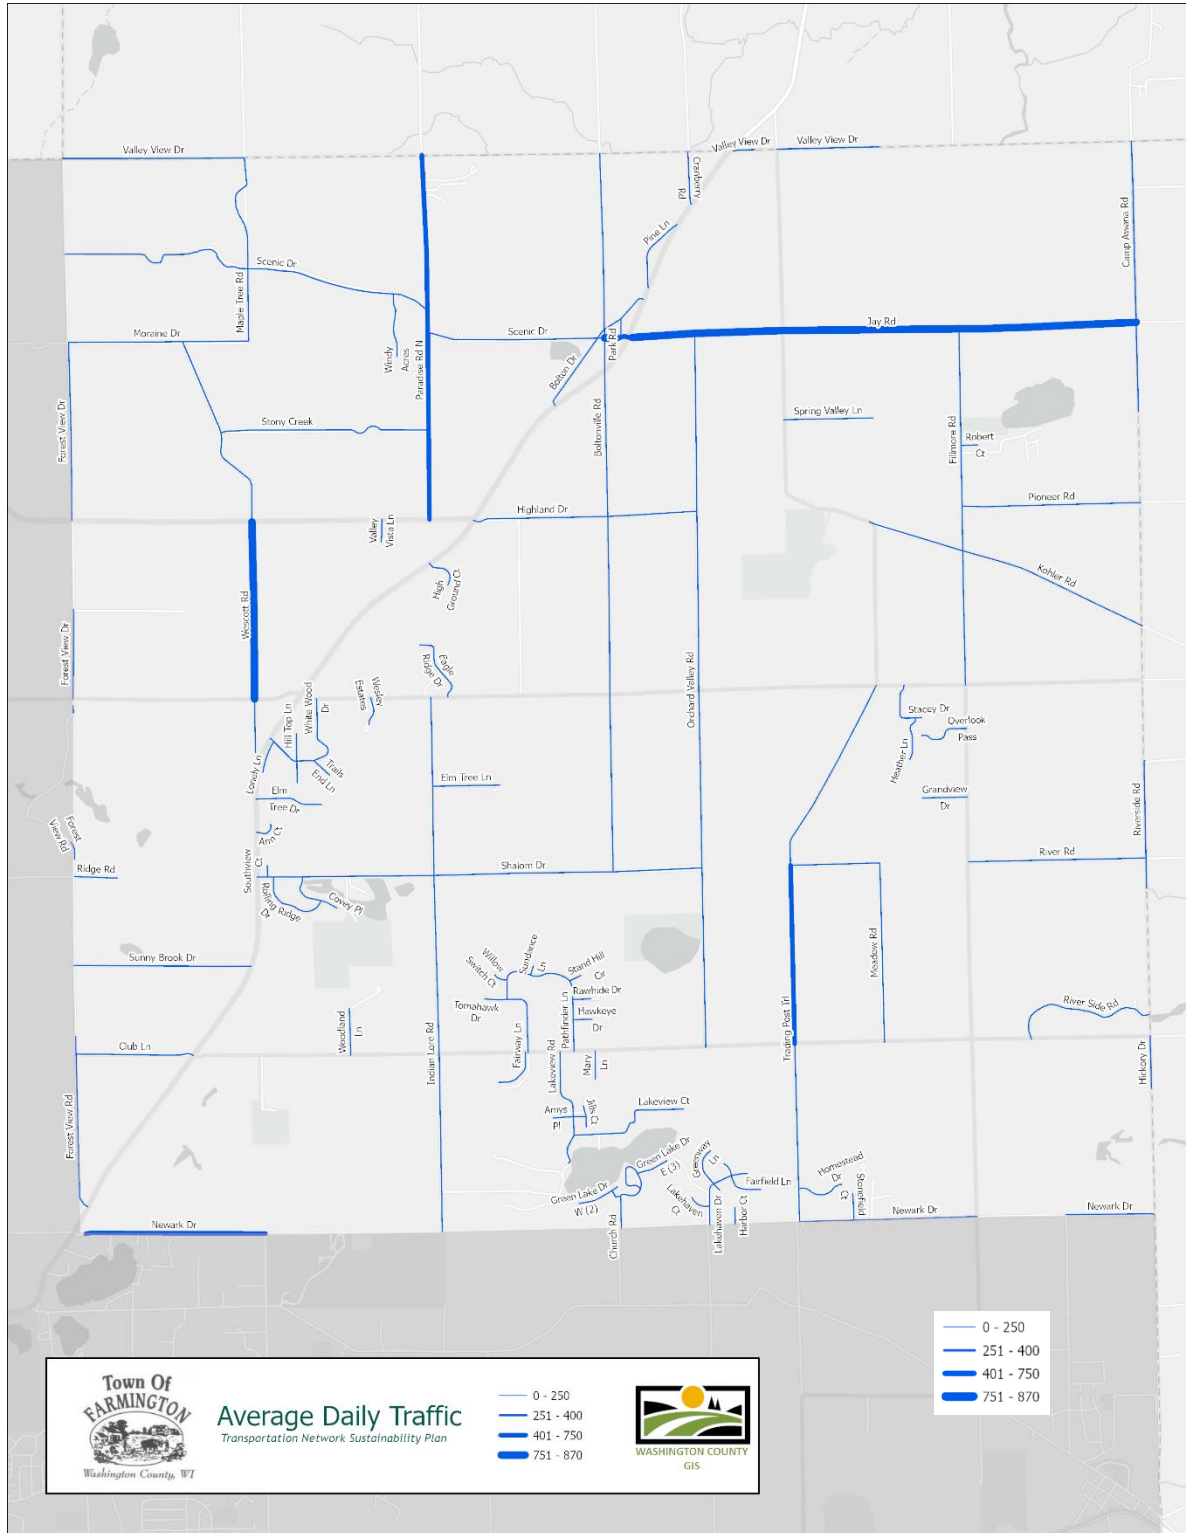 Valley View Dr
Valley View Dr
Valley View Dr
Cranberry
Rd
Pine Ln
Camp Awana Rd
Scenic Dr
Maple Tree Rd
Moraine Dr
Windy
Acres
Paradise Rd N
Scenic Dr
Park Rd
Jay Rd
Bolton Dr
Boltonville Rd
Forest View Dr
Stony Creek
Spring Valley Ln
Fillmore Rd
Robert
Ct
Pioneer Rd
Highland Dr
Valley
Vista Ln
High
Ground Ct
Kohler Rd
Wescott Rd
Forest View Dr
Eagle
Ridge Dr
Wesley
Estates
White Wood
Dr
Hill Top Ln
Trails
End Ln
Lonely Ln
Orchard Valley Rd
Stacey Dr
Overlook
Pass
Heather Ln
Elm Tree Ln
Elm
Tree Dr
Grandview
Dr
Riverside Rd
Forest
View Rd
Ann Ct
Ridge Rd
Southview
Ct
Shalom Dr
River Rd
Rolling Ridge
Dr
Covey Pl
Sunny Brook Dr
Meadow Rd
Willow
Switch Ct
Sundance
Ln
Stand Hill
Cir
Rawhide Dr
Tomahawk
Dr
Pathfinder Ln
Hawkeye
Dr
Fairway Ln
River Side Rd
Woodland
Ln
Club Ln
Indian Lore Rd
Lakeview Rd
Mary
Ln
Trading Post Trl
Hickory Dr
Amys
Pl
Jills Ct
Lakeview Ct
Forest View Rd
Green Lake Dr
E (3)
Greenway
Ln
Green Lake Dr
W (2)
Lakehaven
Ct
Fairfield Ln
Homestead
Dr
Stonefield
Ct
Church Rd
Lakehaven Dr
Harbor Ct
Newark Dr
Newark Dr
Newark Dr
0 - 250
251 - 400
401 - 750
751 - 870
Town Of
FARMINGTON
Washington County, WI
Average Daily Traffic
Transportation Network Sustainability Plan
0 - 250
251 - 400
401 - 750
751 - 870
WASHINGTON COUNTY
GIS